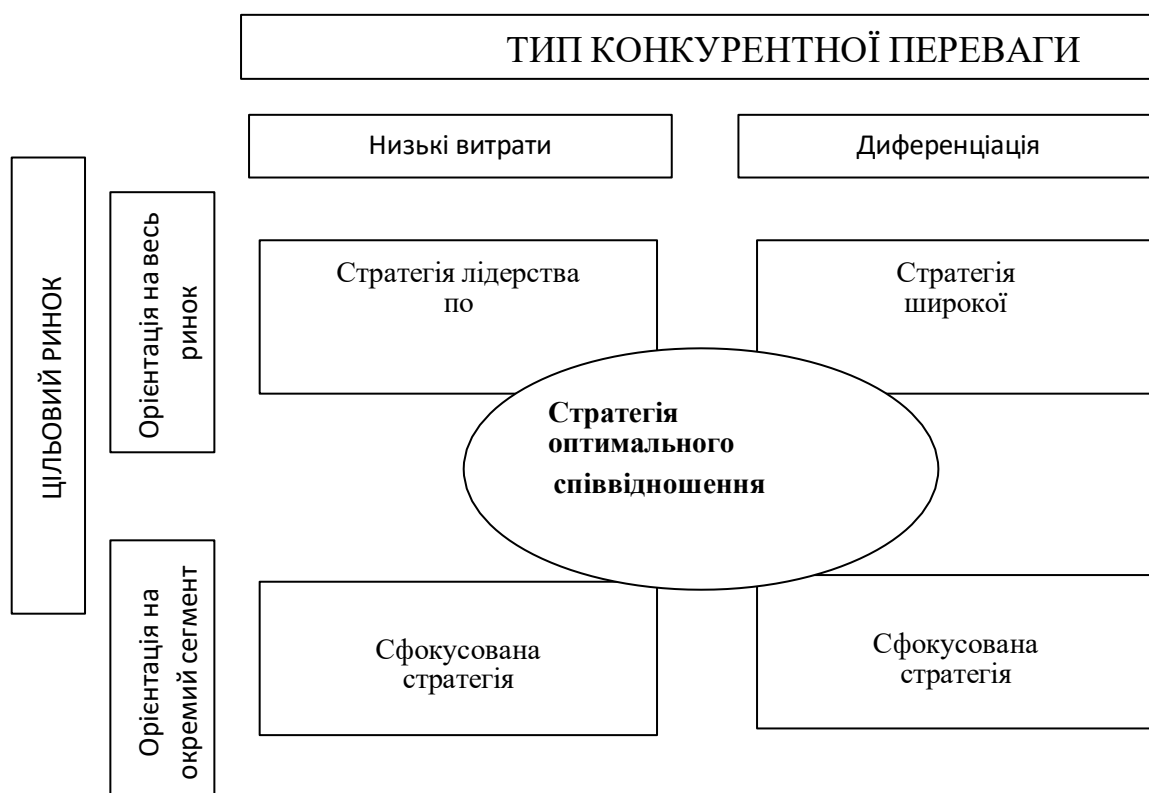 ТИП КОНКУРЕНТНОЇ ПЕРЕВАГИ
Низькі витрати
Диференціація
ЦІЛЬОВИЙ РИНОК
Орієнтація на весь
ринок
Стратегія лідерства
по
Стратегія
широкої
Стратегія
оптимального
співвідношення
Орієнтація на
окремий сегмент
Сфокусована
стратегія
Сфокусована
стратегія